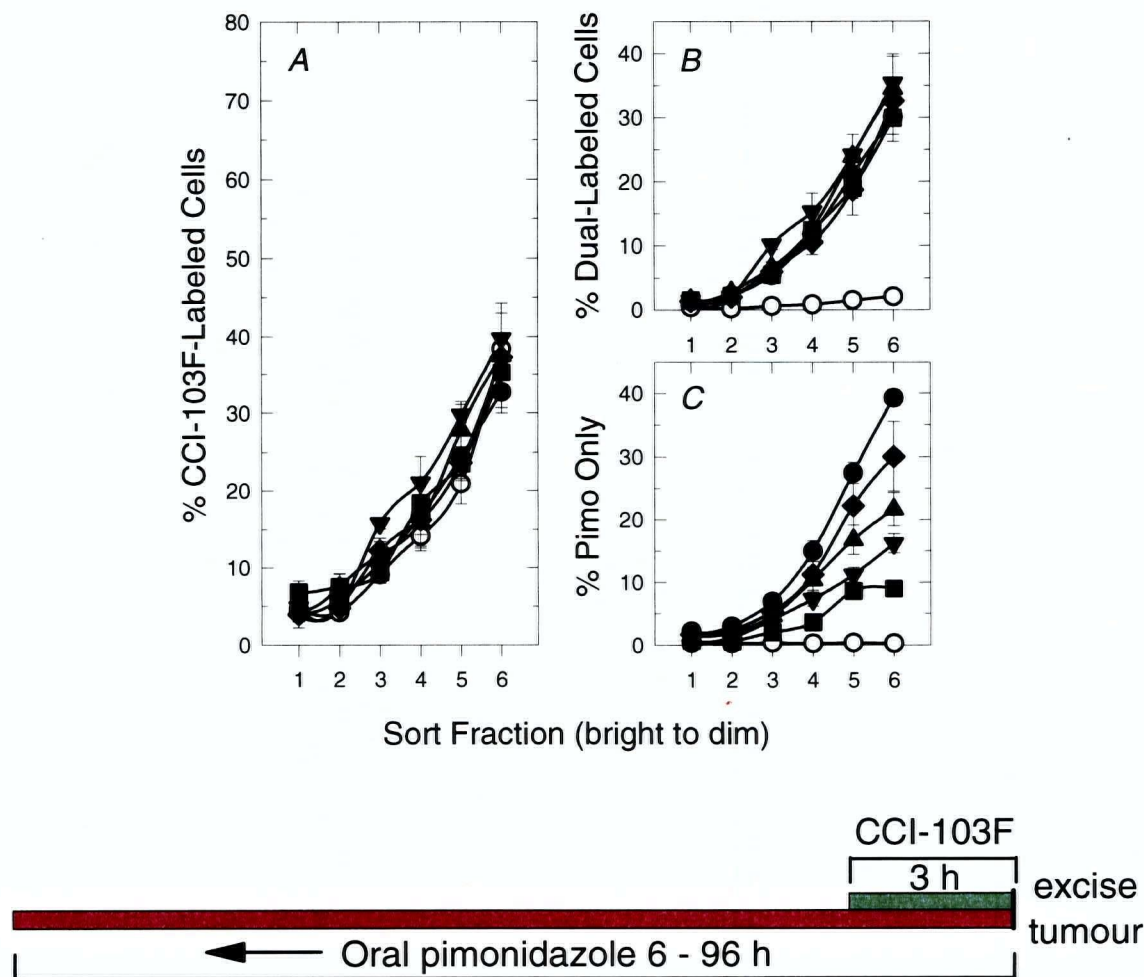 A
% CCI-103F-Labeled Cells
80
70
60
50
40
30
20
10
0
1 2 3 4 5 6
B
% Dual-Labeled Cells
40
30
20
10
0
1 2 3 4 5 6
C
% Pimo Only
40
30
20
10
0
1 2 3 4 5 6
Sort Fraction (bright to dim)
CCI-103F
3 h
excise
tumour
Oral pimonidazole 6 - 96 h